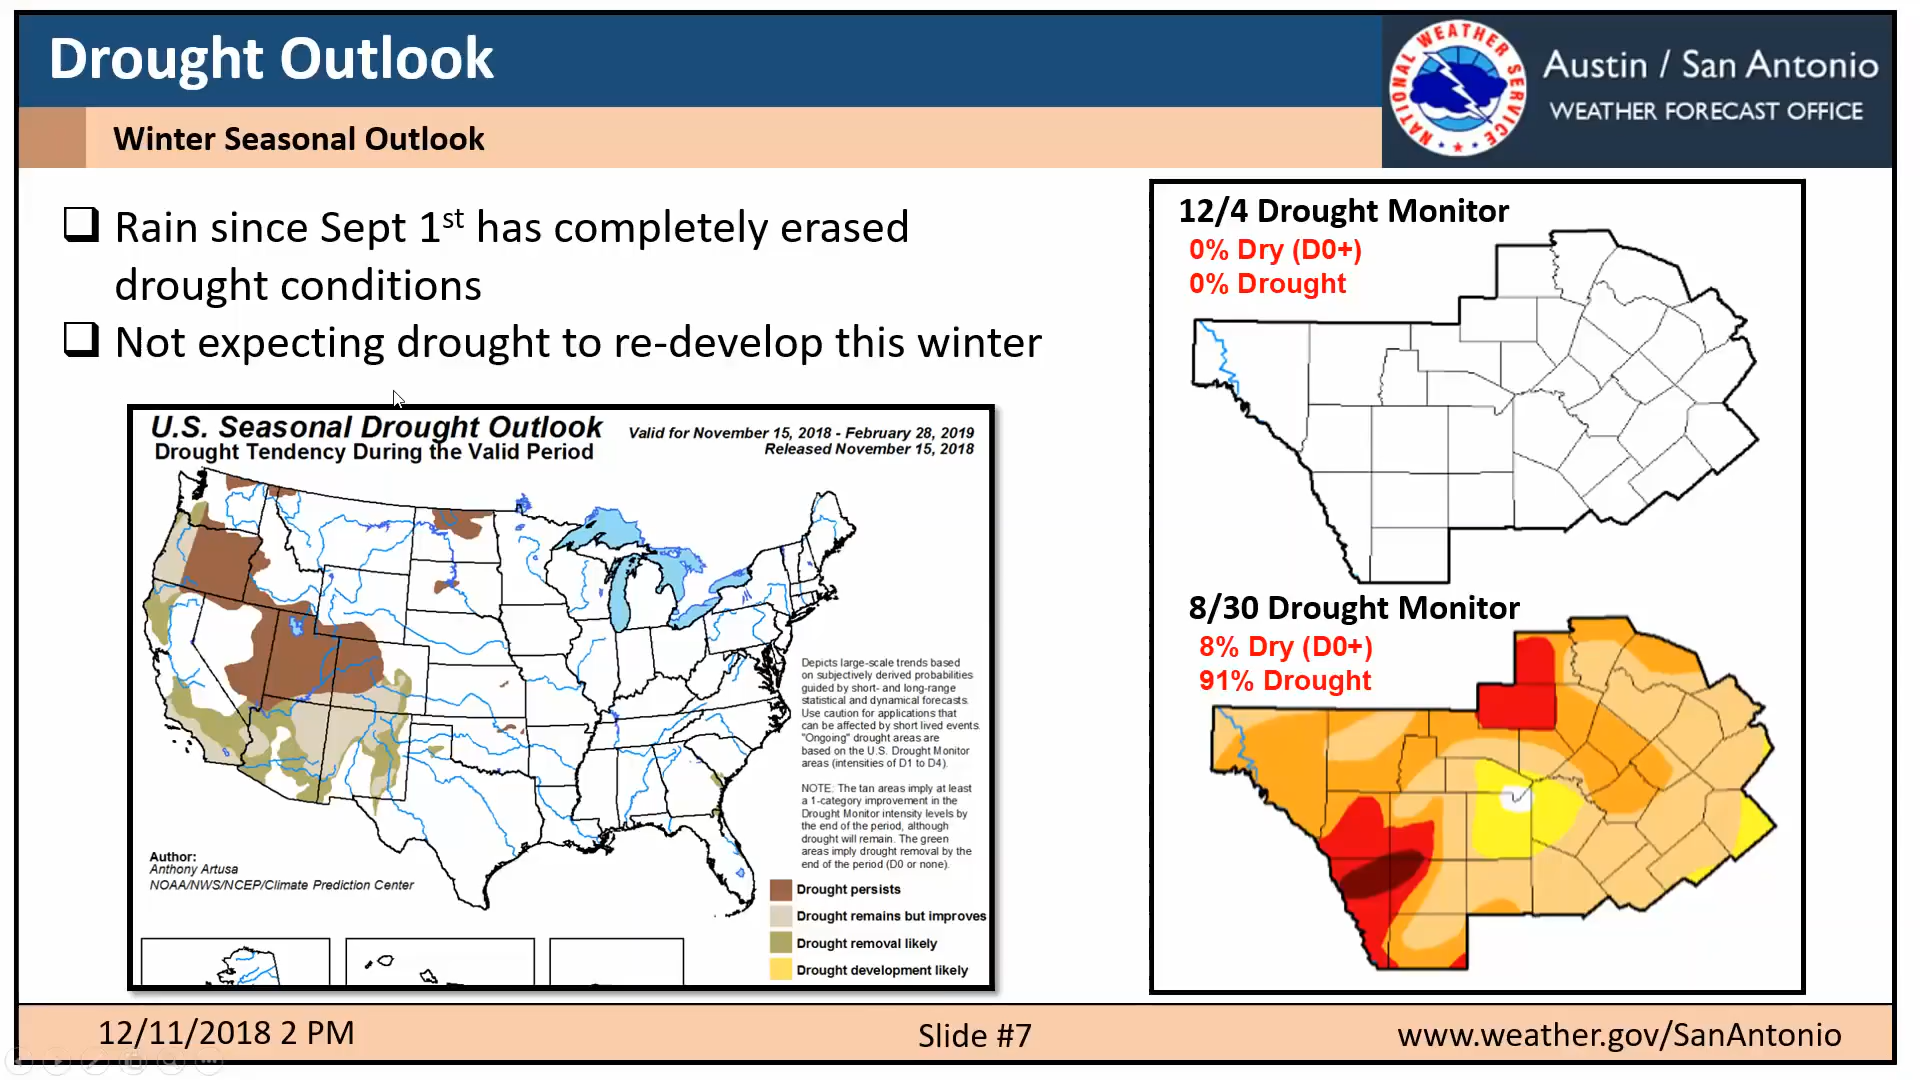 Drought Outlook
NATIONAL WEATHER SERVICE
Austin / San Antonio
WEATHER FORECAST OFFICE
Winter Seasonal Outlook
Rain since Sept 1st has completely erased
drought conditions
Not expecting drought to re-develop this winter
U.S. Seasonal Drought Outlook
Drought Tendency During the Valid Period
Valid for November 15, 2018 - February 28, 2019
Released November 15, 2018
Depicts large-scale trends based
on subjectively derived probabilities
guided by short- and long-range
statistical and dynamical forecasts.
Use caution for applications that
can be affected by short lived events.
"Ongoing" drought areas are
based on the U.S. Drought Monitor
areas (intensities of D1 to D4).
NOTE: The tan areas imply at least
a 1-category improvement in the
Drought Monitor intensity levels by
the end of the period, although
drought will remain. The green
areas imply drought removal by the
end of the period (D0 or none).
Author:
Anthony Artusa
NOAA/NWS/NCEP/Climate Prediction Center
Drought persists
Drought remains but improves
Drought removal likely
Drought development likely
12/4 Drought Monitor
0% Dry (D0+)
0% Drought
8/30 Drought Monitor
8% Dry (D0+)
91% Drought
12/11/2018 2 PM
Slide #7
www.weather.gov/SanAntonio